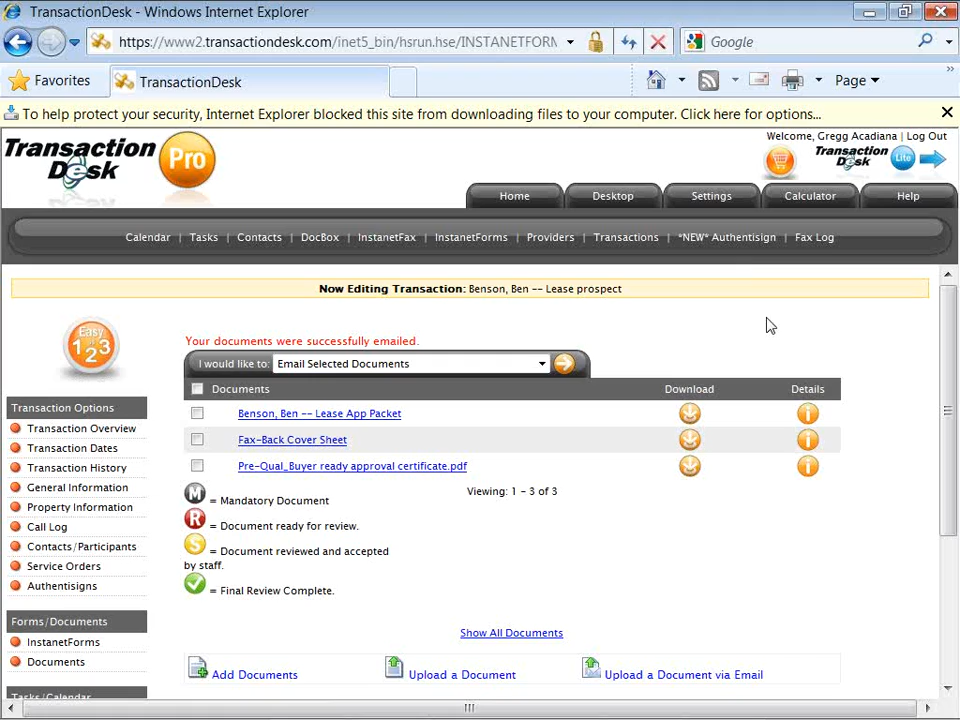 TransactionDesk - Windows Internet Explorer
https://www2.transactiondesk.com/inet5_bin/hsrun.hse/INSTANETFORM
Google
Favorites
TransactionDesk
Page
To help protect your security, Internet Explorer blocked this site from downloading files to your computer. Click here for options...
Welcome, Gregg Acadiana | Log Out
Transaction Desk Pro
Transaction Desk Lite
Home
Desktop
Settings
Calculator
Help
Calendar | Tasks | Contacts | DocBox | InstanetFax | InstanetForms | Providers | Transactions | *NEW* Authentisign | Fax Log
Now Editing Transaction: Benson, Ben -- Lease prospect
Easy 123
Your documents were successfully emailed.
I would like to: Email Selected Documents
Documents Download Details
Benson, Ben -- Lease App Packet
Fax-Back Cover Sheet
Pre-Qual_Buyer ready approval certificate.pdf
Viewing: 1 - 3 of 3
M = Mandatory Document
R = Document ready for review.
S = Document reviewed and accepted
by staff.
= Final Review Complete.
Show All Documents
Add Documents
Upload a Document
Upload a Document via Email
Transaction Options
Transaction Overview
Transaction Dates
Transaction History
General Information
Property Information
Call Log
Contacts/Participants
Service Orders
Authentisigns
Forms/Documents
InstanetForms
Documents
Tasks/Calendar